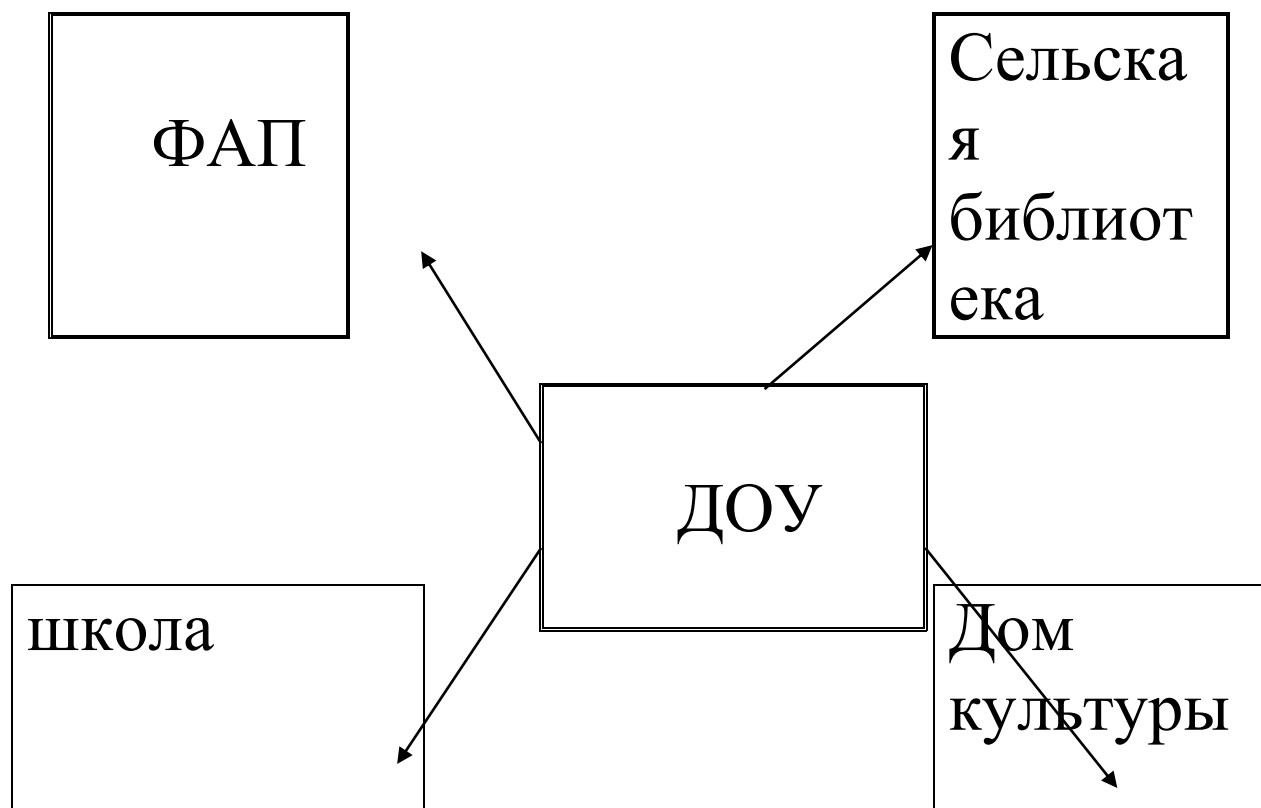 ФАП
Сельска
я
библиот
ека
ДОУ
школа
Дом
культуры